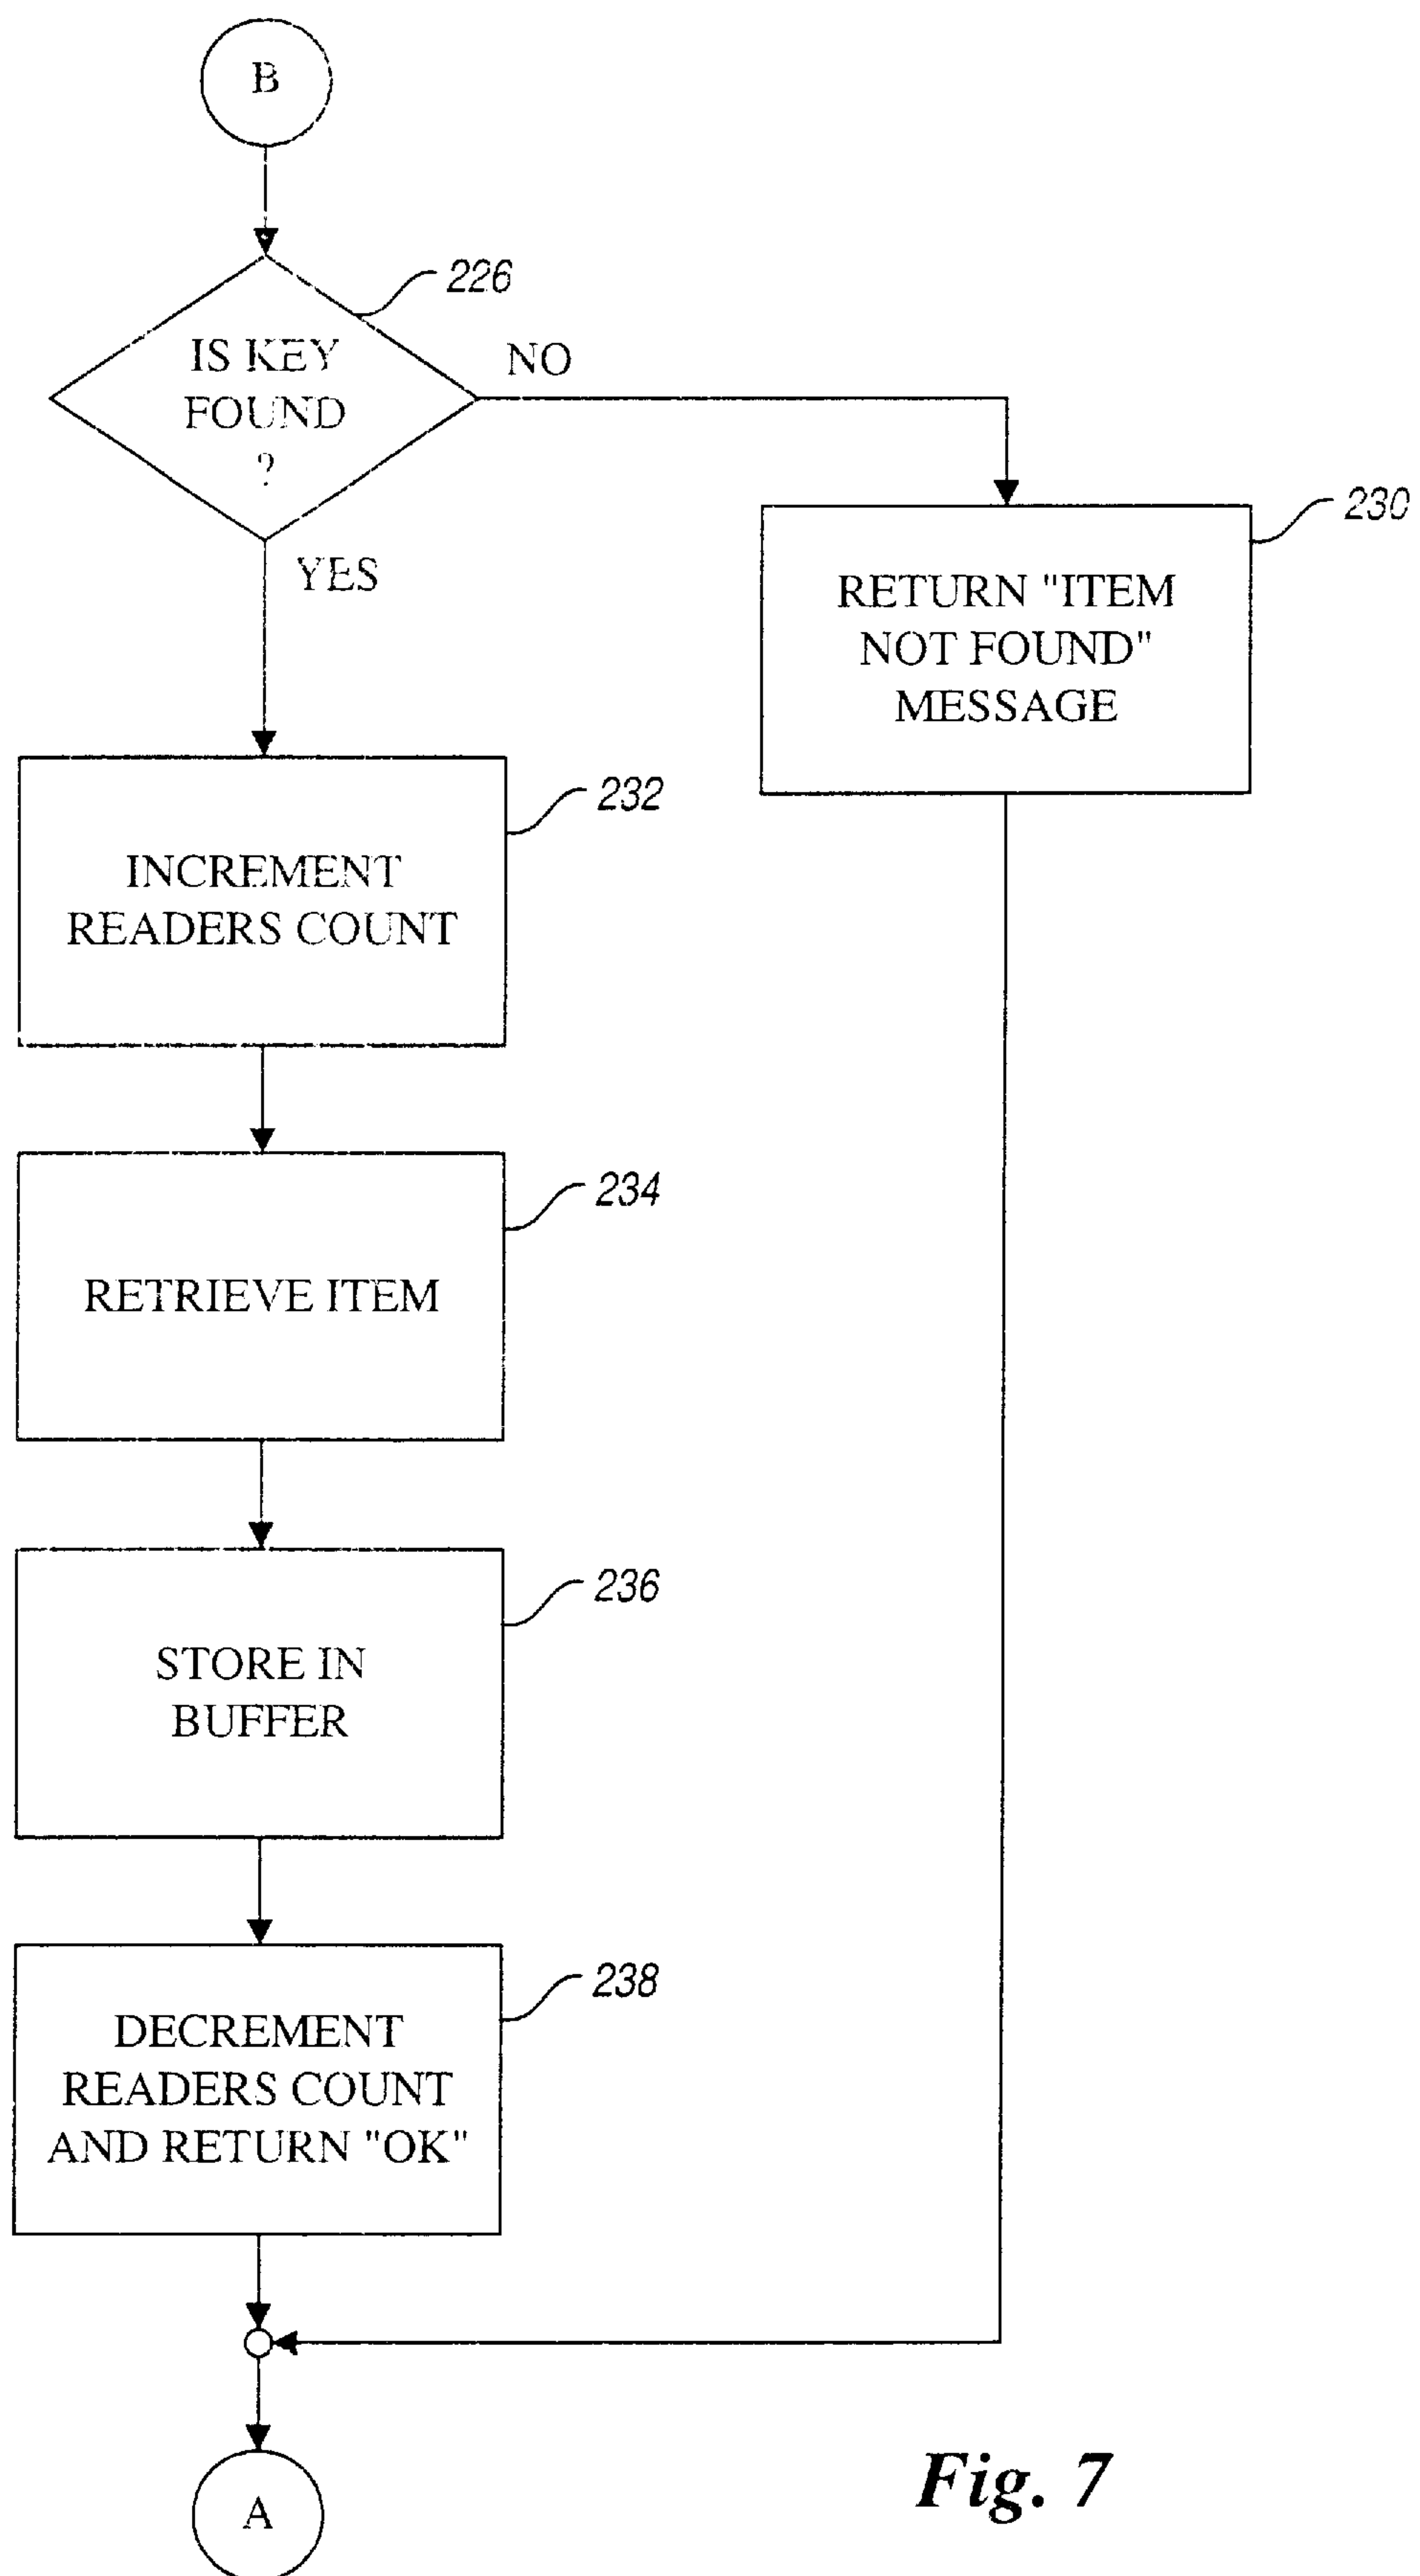 B
226
IS KEY
FOUND
?
NO
YES
230
RETURN "ITEM
NOT FOUND"
MESSAGE
232
INCREMENT
READERS COUNT
234
RETRIEVE ITEM
236
STORE IN
BUFFER
238
DECREMENT
READERS COUNT
AND RETURN "OK"
A
Fig. 7